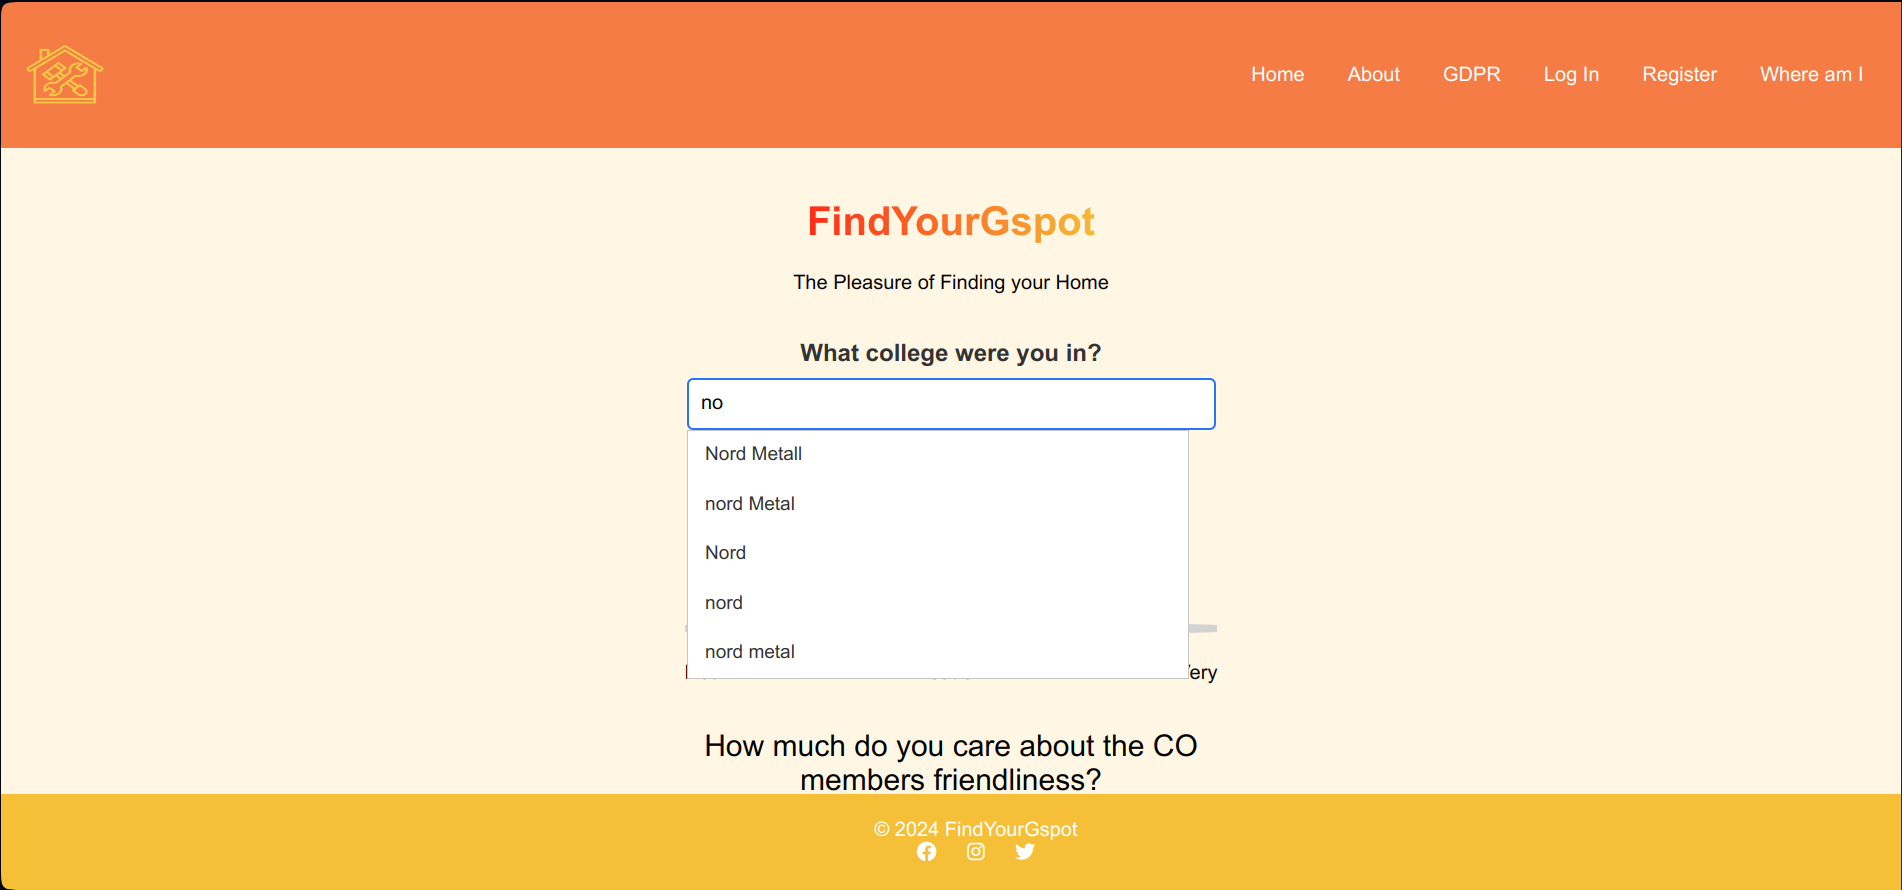 Home About GDPR Log In Register Where am I
FindYourGspot
The Pleasure of Finding your Home
What college were you in?
no
Nord Metall
nord Metal
Nord
nord
nord metal
How much do you care about the CO
members friendliness?
© 2024 FindYourGspot